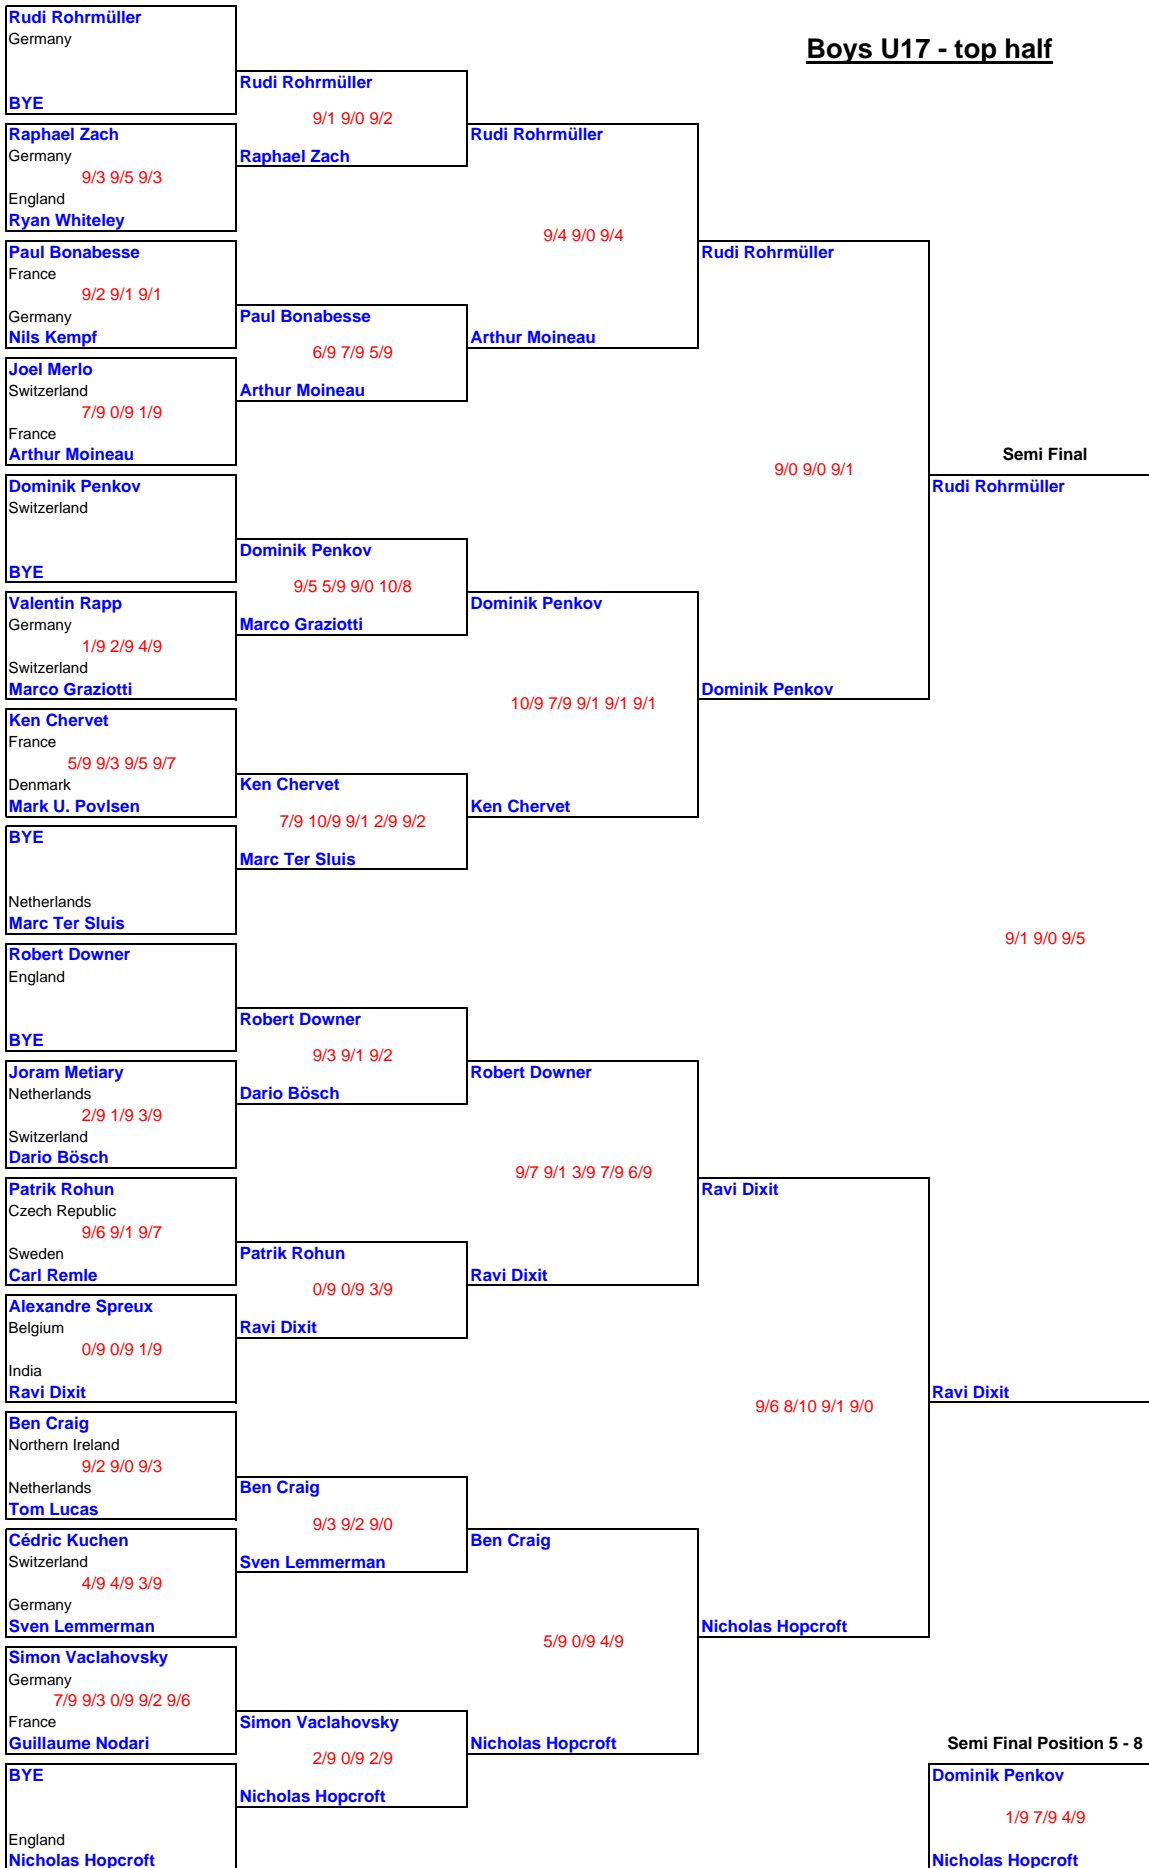 Boys U17 - top half
Rudi Rohrmüller
Germany
BYE
Raphael Zach
Germany
9/3 9/5 9/3
England
Ryan Whiteley
Paul Bonabesse
France
9/2 9/1 9/1
Germany
Nils Kempf
Joel Merlo
Switzerland
7/9 0/9 1/9
France
Arthur Moineau
Dominik Penkov
Switzerland
BYE
Valentin Rapp
Germany
1/9 2/9 4/9
Switzerland
Marco Graziotti
Ken Chervet
France
5/9 9/3 9/5 9/7
Denmark
Mark U. Povlsen
BYE
Netherlands
Marc Ter Sluis
Robert Downer
England
BYE
Joram Metiary
Netherlands
2/9 1/9 3/9
Switzerland
Dario Bösch
Patrik Rohun
Czech Republic
9/6 9/1 9/7
Sweden
Carl Remle
Alexandre Spreux
Belgium
0/9 0/9 1/9
India
Ravi Dixit
Ben Craig
Northern Ireland
9/2 9/0 9/3
Netherlands
Tom Lucas
Cédric Kuchen
Switzerland
4/9 4/9 3/9
Germany
Sven Lemmerman
Simon Vaclahovsky
Germany
7/9 9/3 0/9 9/2 9/6
France
Guillaume Nodari
BYE
England
Nicholas Hopcroft
Rudi Rohrmüller
9/1 9/0 9/2
Raphael Zach
Paul Bonabesse
6/9 7/9 5/9
Arthur Moineau
Dominik Penkov
9/5 5/9 9/0 10/8
Marco Graziotti
Ken Chervet
7/9 10/9 9/1 2/9 9/2
Marc Ter Sluis
Robert Downer
9/3 9/1 9/2
Dario Bösch
Patrik Rohun
0/9 0/9 3/9
Ravi Dixit
Ben Craig
9/3 9/2 9/0
Sven Lemmerman
Simon Vaclahovsky
2/9 0/9 2/9
Nicholas Hopcroft
Rudi Rohrmüller
9/4 9/0 9/4
Arthur Moineau
Dominik Penkov
10/9 7/9 9/1 9/1 9/1
Ken Chervet
Robert Downer
9/7 9/1 3/9 7/9 6/9
Ravi Dixit
Ben Craig
5/9 0/9 4/9
Nicholas Hopcroft
Rudi Rohrmüller
9/0 9/0 9/1
Dominik Penkov
Ravi Dixit
9/6 8/10 9/1 9/0
Nicholas Hopcroft
Semi Final
Rudi Rohrmüller
9/1 9/0 9/5
Ravi Dixit
Semi Final Position 5 - 8
Dominik Penkov
1/9 7/9 4/9
Nicholas Hopcroft